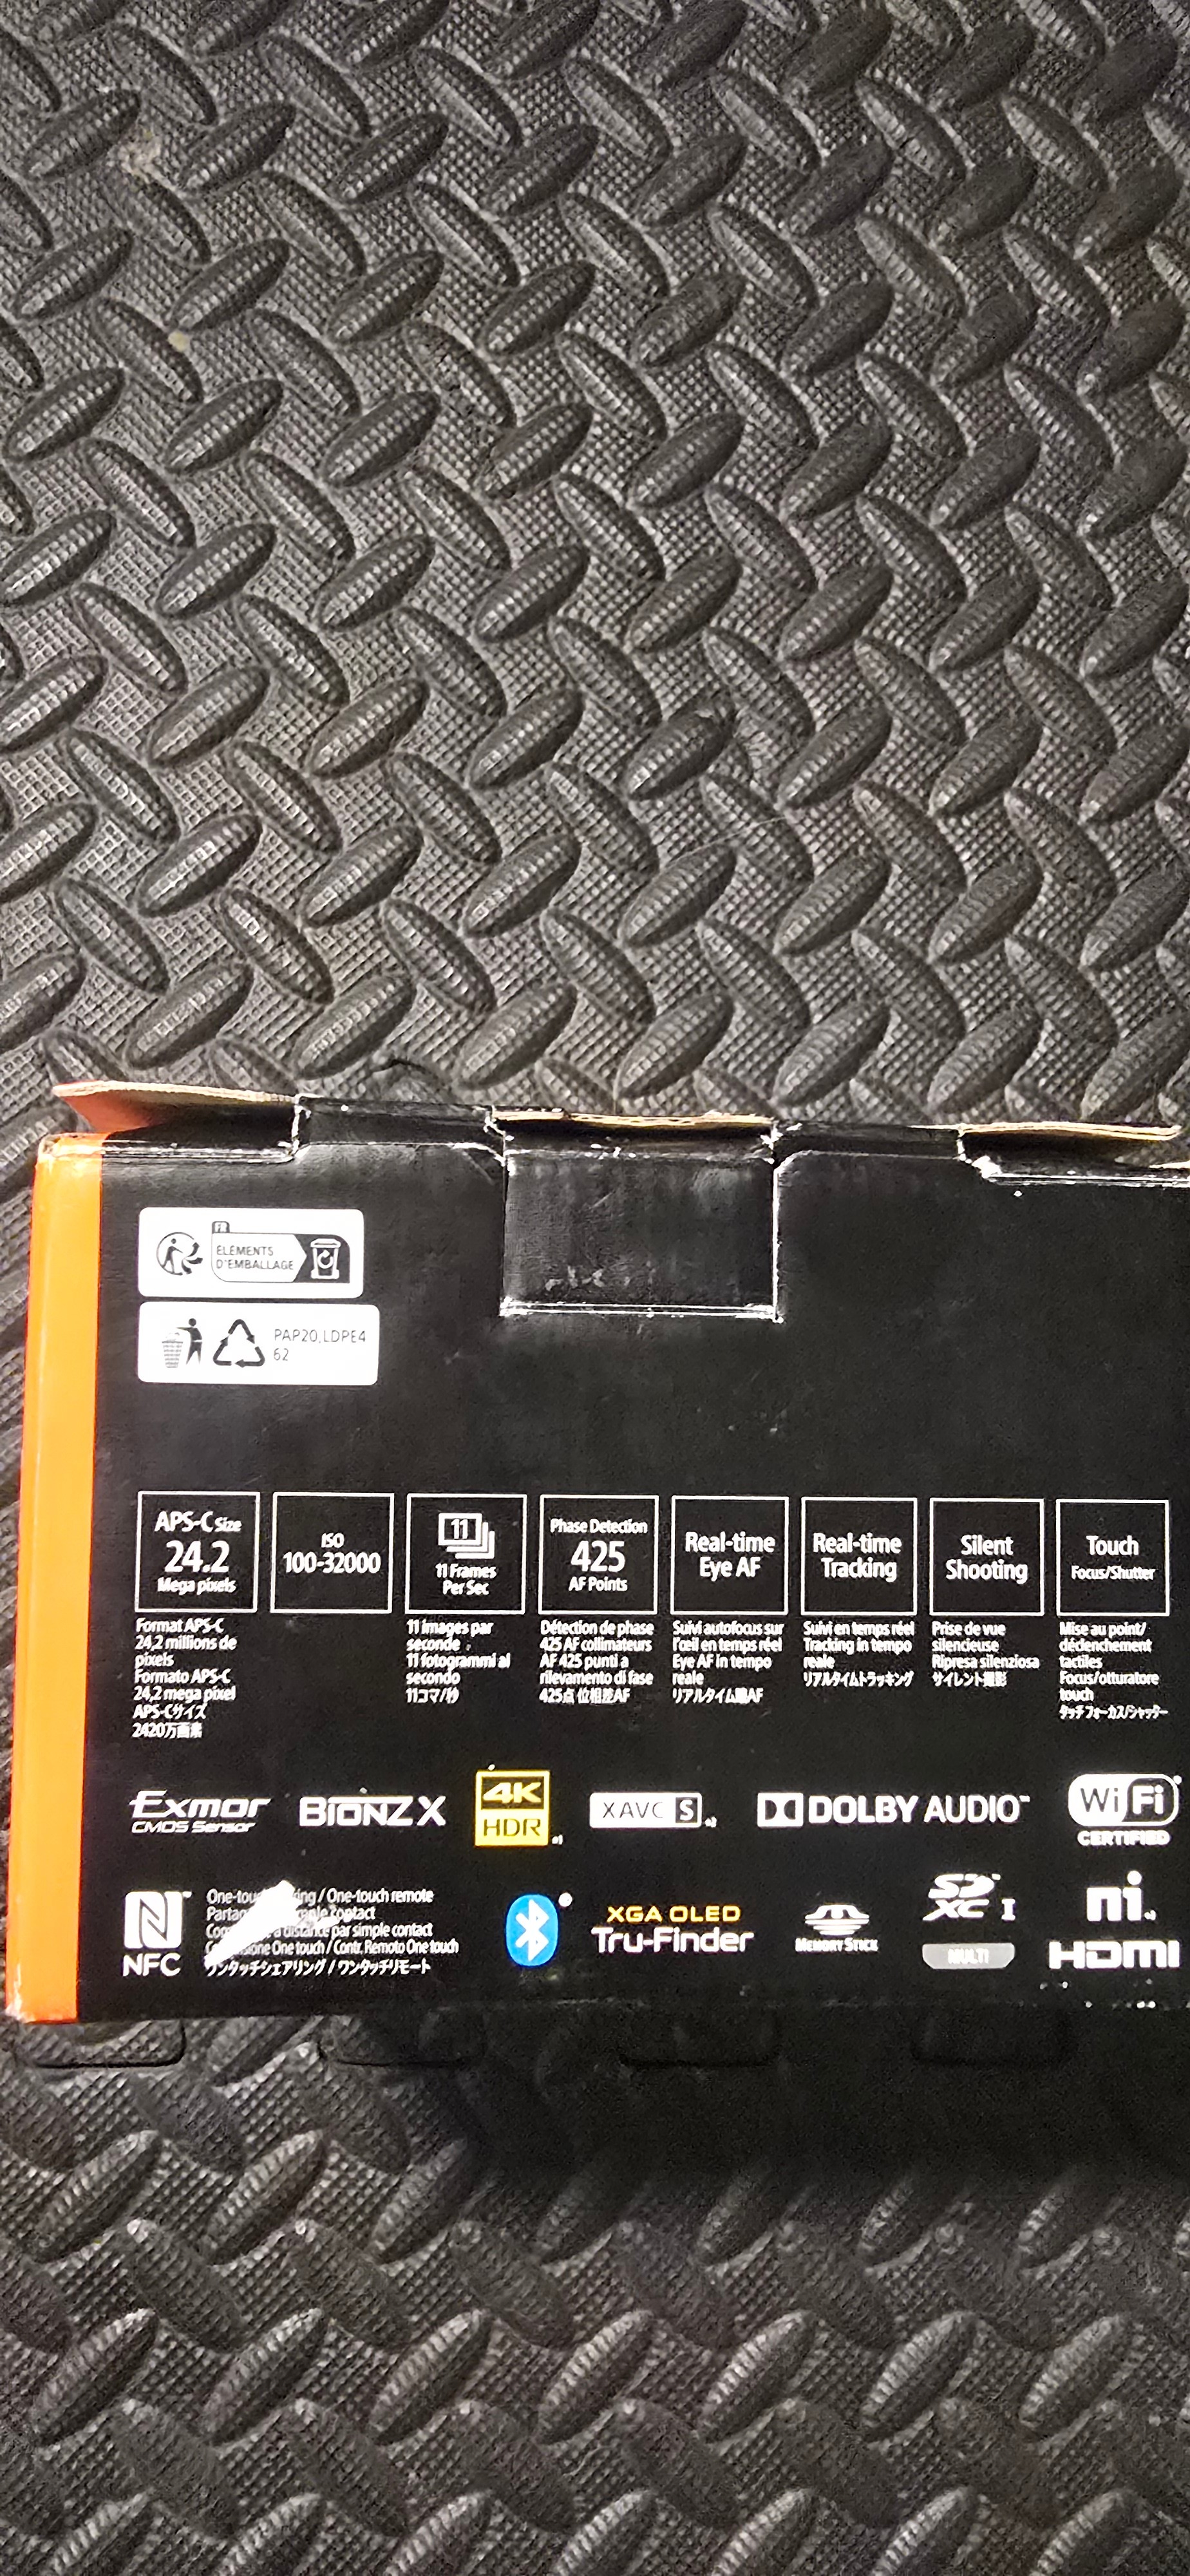 FR
ÉLÉMENTS
D'EMBALLAGE
PAP20,LDPE4
62
APS-C Size
24.2
Mega pixels
Format APS-C
24,2 millions de
pixels
Formato APS-C
24,2 mega pixel
APS-Cサイズ
2420万画素
ISO
100-32000
11
11 Frames
Per Sec
11 images par
seconde
11 fotogrammi al
secondo
11コマ/秒
Phase Detection
425
AF Points
Détection de phase
425 AF collimateurs
AF 425 punti a
rilevamento di fase
425点 位相差AF
Real-time
Eye AF
Suivi autofocus sur
l'œil en temps réel
Eye AF in tempo
reale
リアルタイム瞳AF
Real-time
Tracking
Suivi en temps réel
Tracking in tempo
reale
リアルタイムトラッキング
Silent
Shooting
Prise de vue
silencieuse
Ripresa silenziosa
サイレント撮影
Touch
Focus/Shutter
Mise au point/
déclenchement
tactiles
Focus/otturatore
touch
タッチフォーカス/シャッター
Exmor
CMOS Sensor
BIONZ X
4K
HDR
XAVC S
DOLBY AUDIO™
Wi Fi
CERTIFIED
NFC
One-touch / One-touch remote
contact
à distance par simple contact
One touch / Contr. Remoto One touch
ワンタッチシェアリング / ワンタッチリモート
XGA OLED
Tru-Finder
MEMORY STICK
SD
XC I
MULTI
HDMI